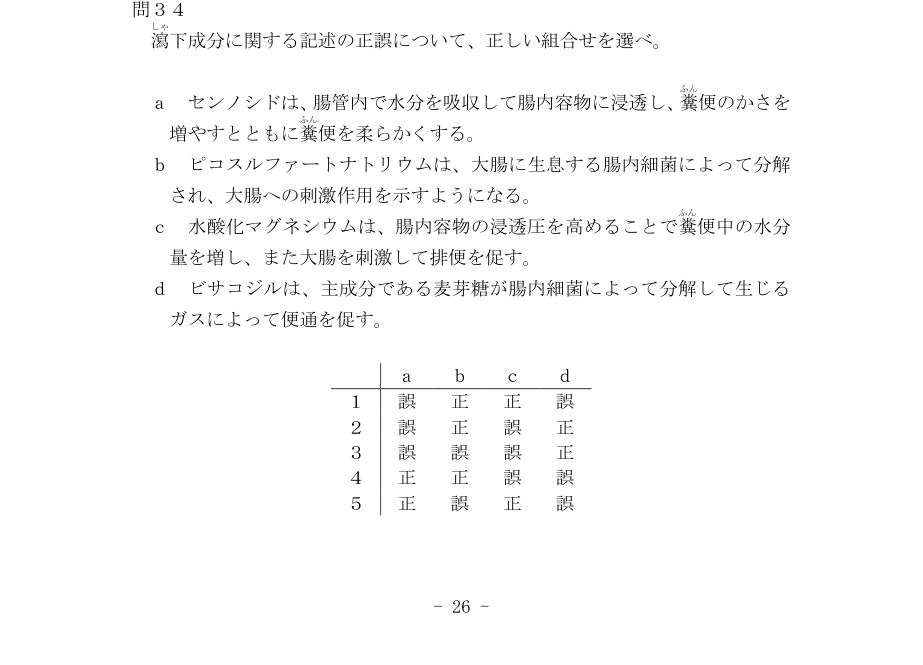 問３４
瀉下成分に関する記述の正誤について、正しい組合せを選べ。
a センノシドは、腸管内で水分を吸収して腸内容物に浸透し、糞便のかさを
増やすとともに糞便を柔らかくする。
b ピコスルファートナトリウムは、大腸に生息する腸内細菌によって分解
され、大腸への刺激作用を示すようになる。
c 水酸化マグネシウムは、腸内容物の浸透圧を高めることで糞便中の水分
量を増し、また大腸を刺激して排便を促す。
d ビサコジルは、主成分である麦芽糖が腸内細菌によって分解して生じる
ガスによって便通を促す。
a b c d
1 誤 正 正 誤
2 誤 正 誤 正
3 誤 誤 誤 正
4 正 正 誤 誤
5 正 誤 正 誤
- 26 -